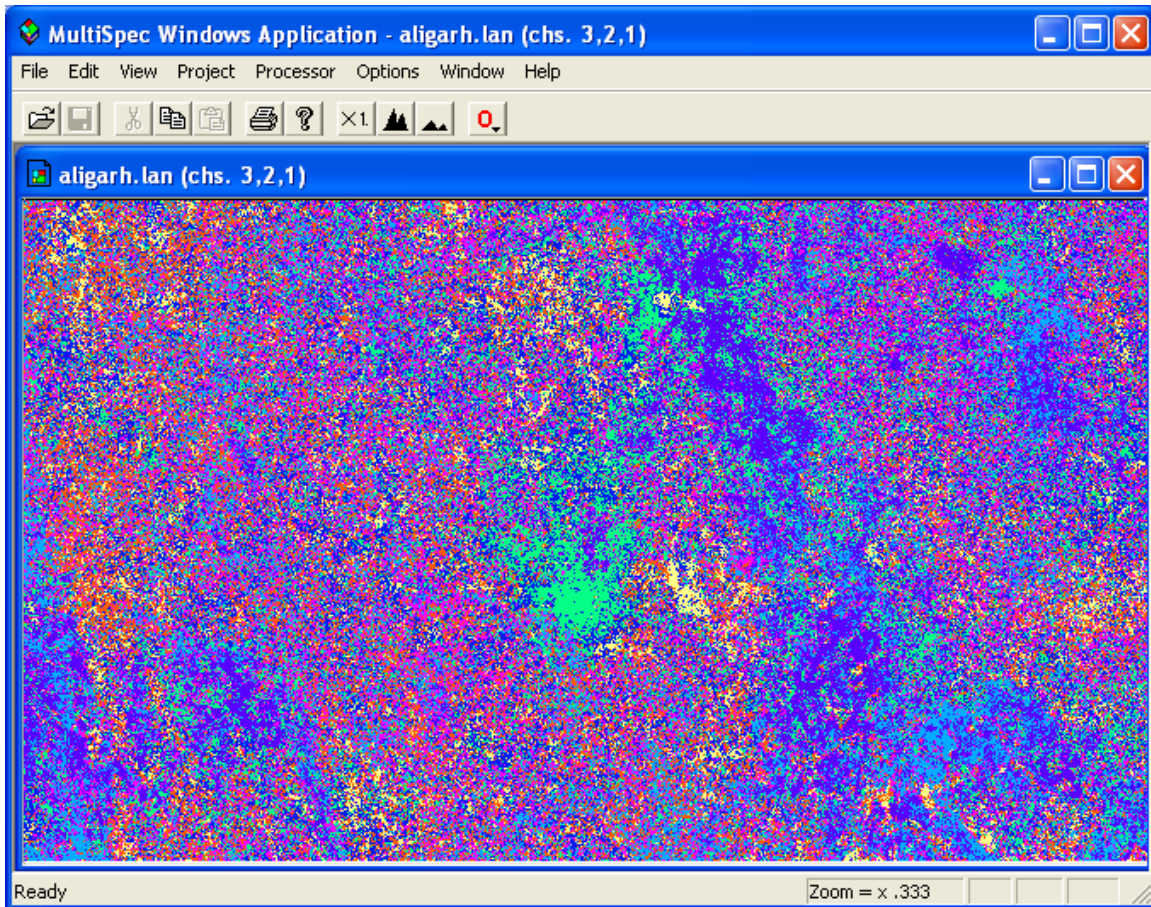 MultiSpec Windows Application - aligarh.lan (chs. 3,2,1)
File Edit View Project Processor Options Window Help
×1. 0
aligarh.lan (chs. 3,2,1)
Ready Zoom = x .333